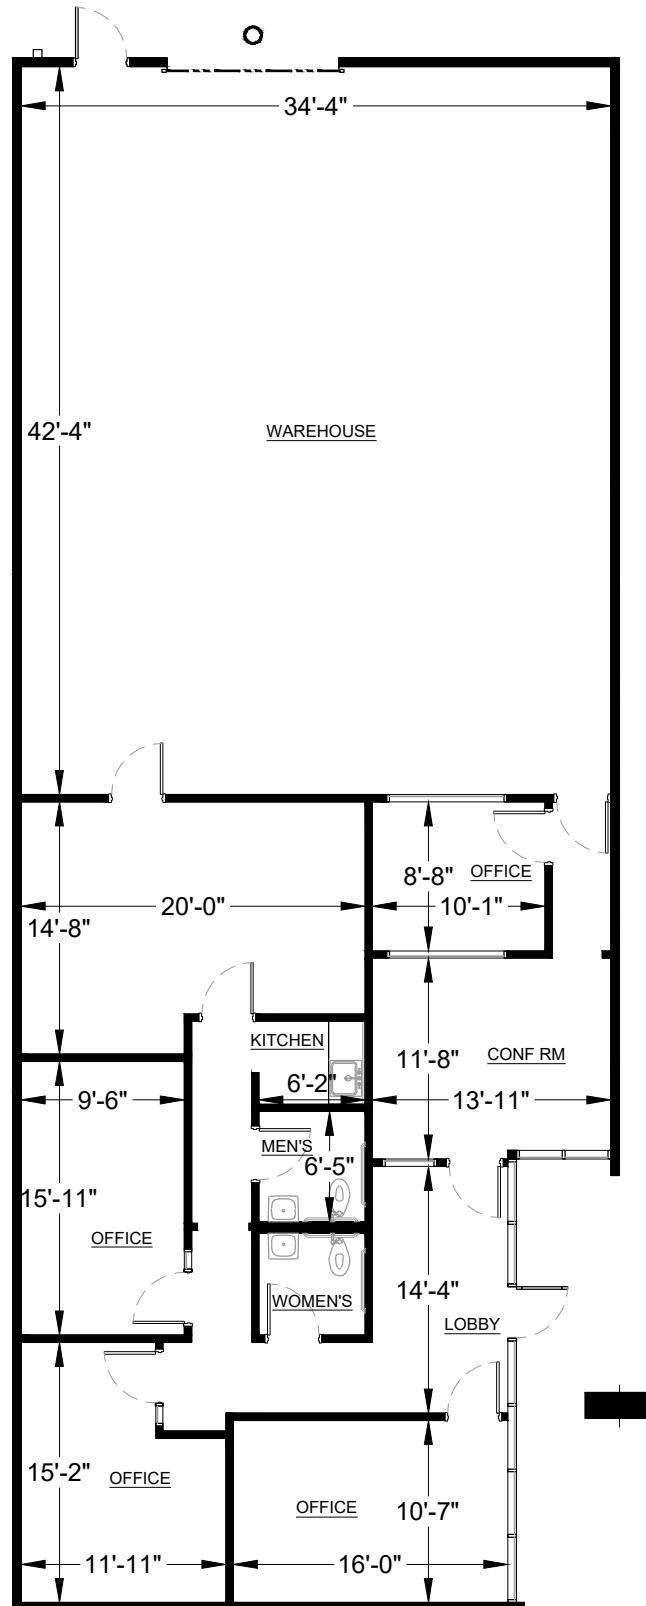 34'-4"
42'-4"
WAREHOUSE
8'-8"
OFFICE
20'-0"
10'-1"
14'-8"
KITCHEN
11'-8"
CONF RM
6'-2"
9'-6"
13'-11"
MEN'S
6'-5"
15'-11"
OFFICE
14'-4"
WOMEN'S
LOBBY
15'-2"
OFFICE
OFFICE
10'-7"
11'-11"
16'-0"